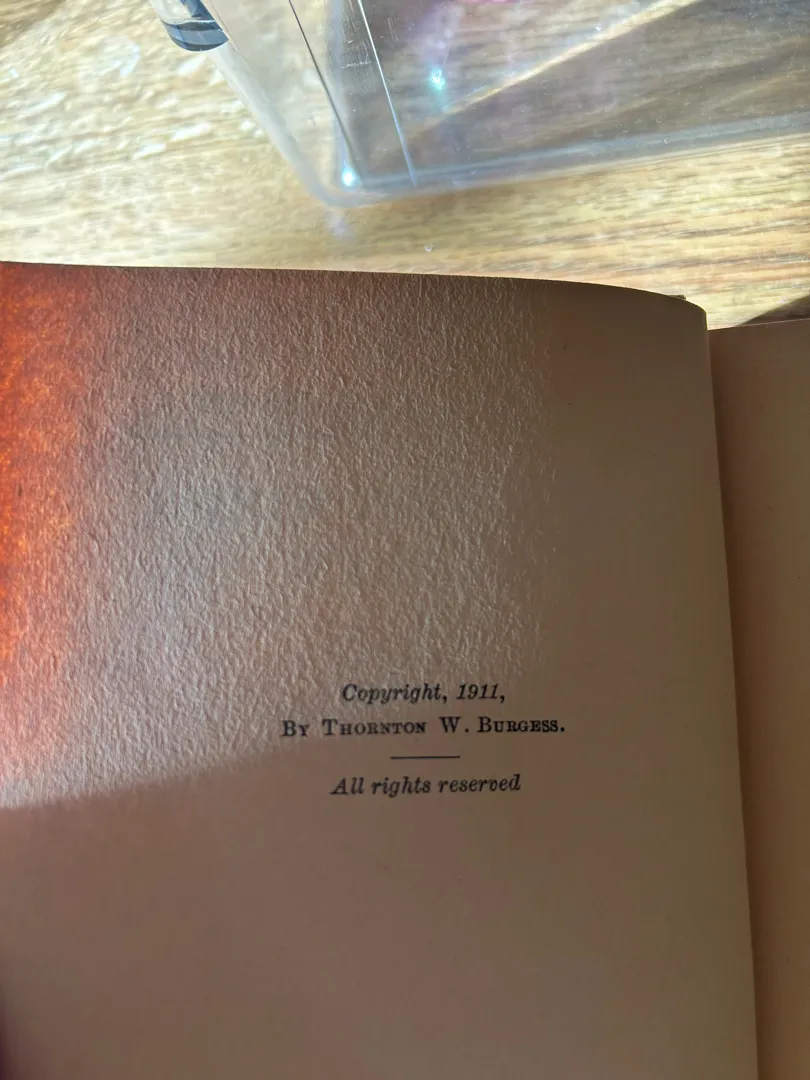 Copyright, 1911,
By Thornton W. Burgess.
All rights reserved